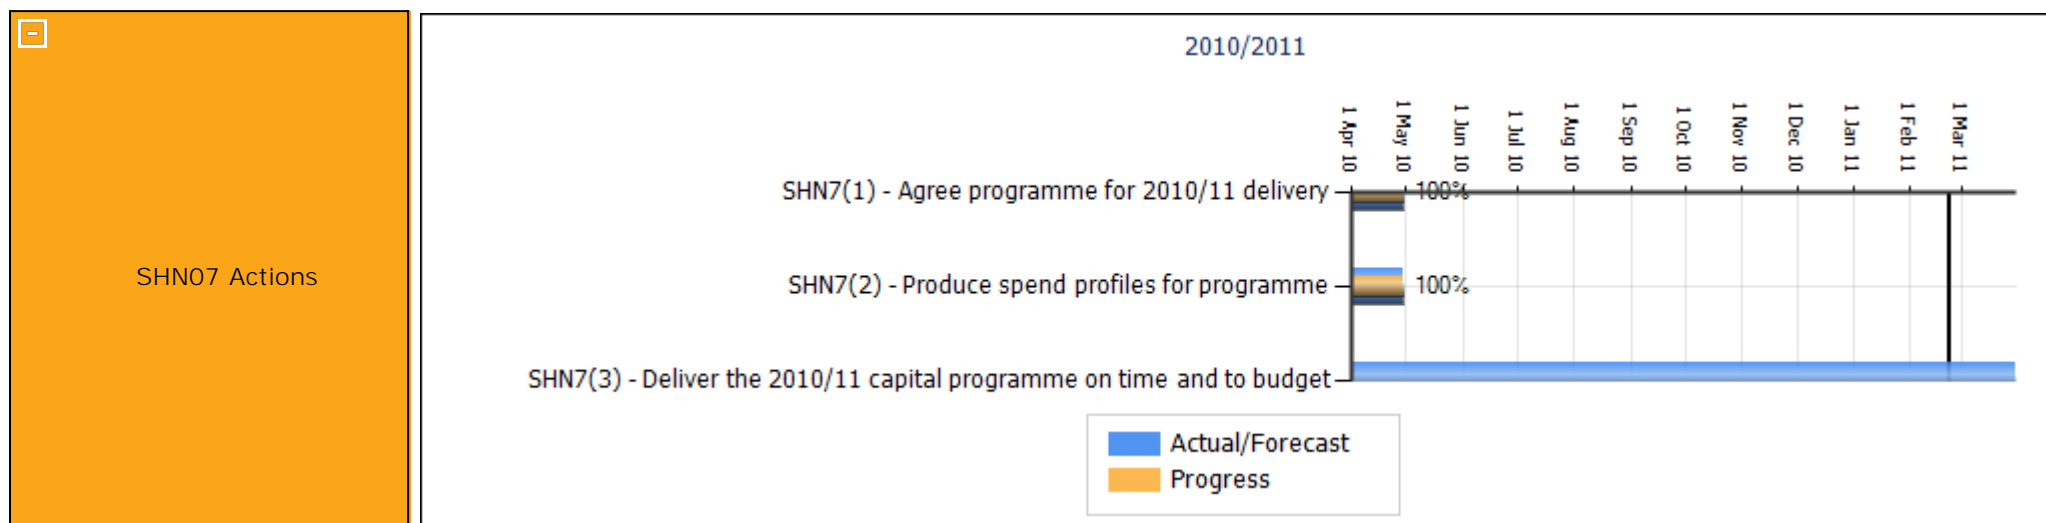 SHN07 Actions
2010/2011
1 Apr 10
1 May 10
1 Jun 10
1 Jul 10
1 Aug 10
1 Sep 10
1 Oct 10
1 Nov 10
1 Dec 10
1 Jan 11
1 Feb 11
1 Mar 11
SHN7(1) - Agree programme for 2010/11 delivery
100%
SHN7(2) - Produce spend profiles for programme
100%
SHN7(3) - Deliver the 2010/11 capital programme on time and to budget
Actual/Forecast
Progress